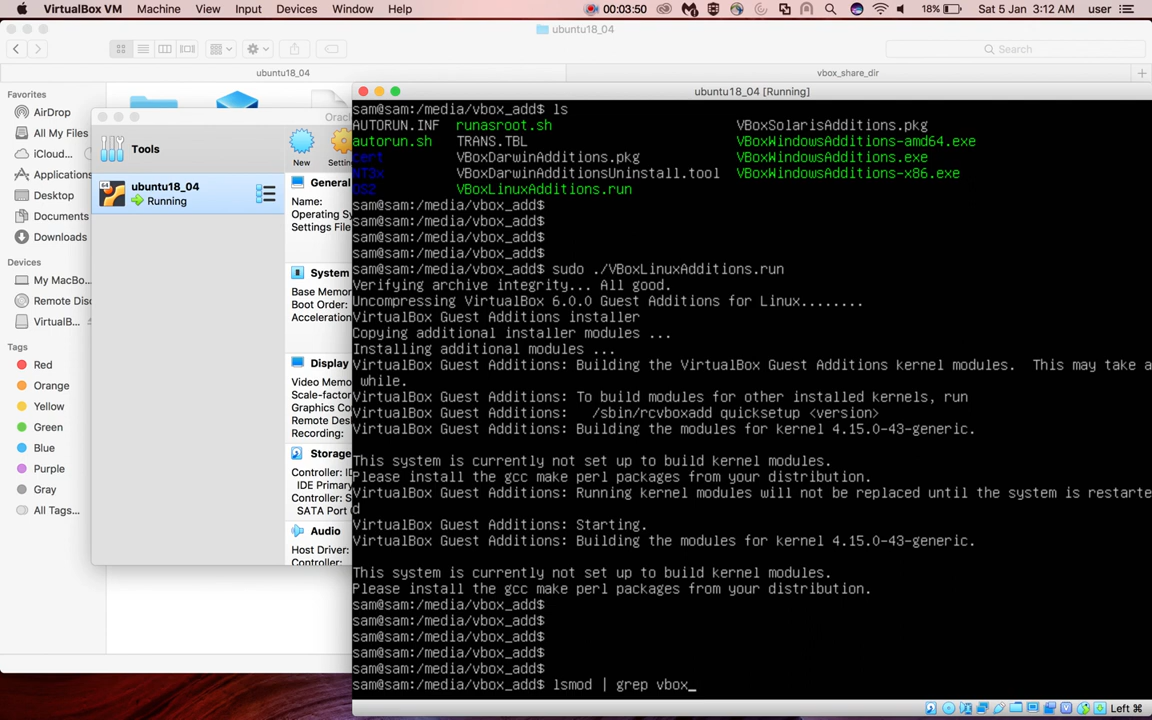 VirtualBox VM Machine View Input Devices Window Help 00:03:50 18% Sat 5 Jan 3:12 AM user
ubuntu18_04
Search
ubuntu18_04 vbox_share_dir
Favorites
AirDrop
All My Files
iCloud...
Applications
Desktop
Documents
Downloads
Devices
My MacBo...
Remote Disc
VirtualB...
Tags
Red
Orange
Yellow
Green
Blue
Purple
Gray
All Tags...
Oracl
Tools
New Settin
ubuntu18_04
Running
General
Name:
Operating Sy
Settings File
System
Base Memor
Boot Order:
Acceleration
Display
Video Memo
Scale-factor
Graphics Co
Remote Des
Recording:
Storage
Controller: ID
IDE Primary
Controller: S
SATA Port
Audio
Host Driver:
Controller:
ubuntu18_04 [Running]
sam@sam:/media/vbox_add$ ls
AUTORUN.INF runasroot.sh VBoxSolarisAdditions.pkg
autorun.sh TRANS.TBL VBoxWindowsAdditions-amd64.exe
cert VBoxDarwinAdditions.pkg VBoxWindowsAdditions.exe
NT3x VBoxDarwinAdditionsUninstall.tool VBoxWindowsAdditions-x86.exe
OS2 VBoxLinuxAdditions.run
sam@sam:/media/vbox_add$
sam@sam:/media/vbox_add$
sam@sam:/media/vbox_add$
sam@sam:/media/vbox_add$
sam@sam:/media/vbox_add$ sudo ./VBoxLinuxAdditions.run
Verifying archive integrity... All good.
Uncompressing VirtualBox 6.0.0 Guest Additions for Linux........
VirtualBox Guest Additions installer
Copying additional installer modules ...
Installing additional modules ...
VirtualBox Guest Additions: Building the VirtualBox Guest Additions kernel modules.  This may take a
 while.
VirtualBox Guest Additions: To build modules for other installed kernels, run
VirtualBox Guest Additions:   /sbin/rcvboxadd quicksetup <version>
VirtualBox Guest Additions: Building the modules for kernel 4.15.0-43-generic.
This system is currently not set up to build kernel modules.
Please install the gcc make perl packages from your distribution.
VirtualBox Guest Additions: Running kernel modules will not be replaced until the system is restarte
d
VirtualBox Guest Additions: Starting.
VirtualBox Guest Additions: Building the modules for kernel 4.15.0-43-generic.
This system is currently not set up to build kernel modules.
Please install the gcc make perl packages from your distribution.
sam@sam:/media/vbox_add$
sam@sam:/media/vbox_add$
sam@sam:/media/vbox_add$
sam@sam:/media/vbox_add$
sam@sam:/media/vbox_add$
sam@sam:/media/vbox_add$ lsmod | grep vbox_
Left ⌘